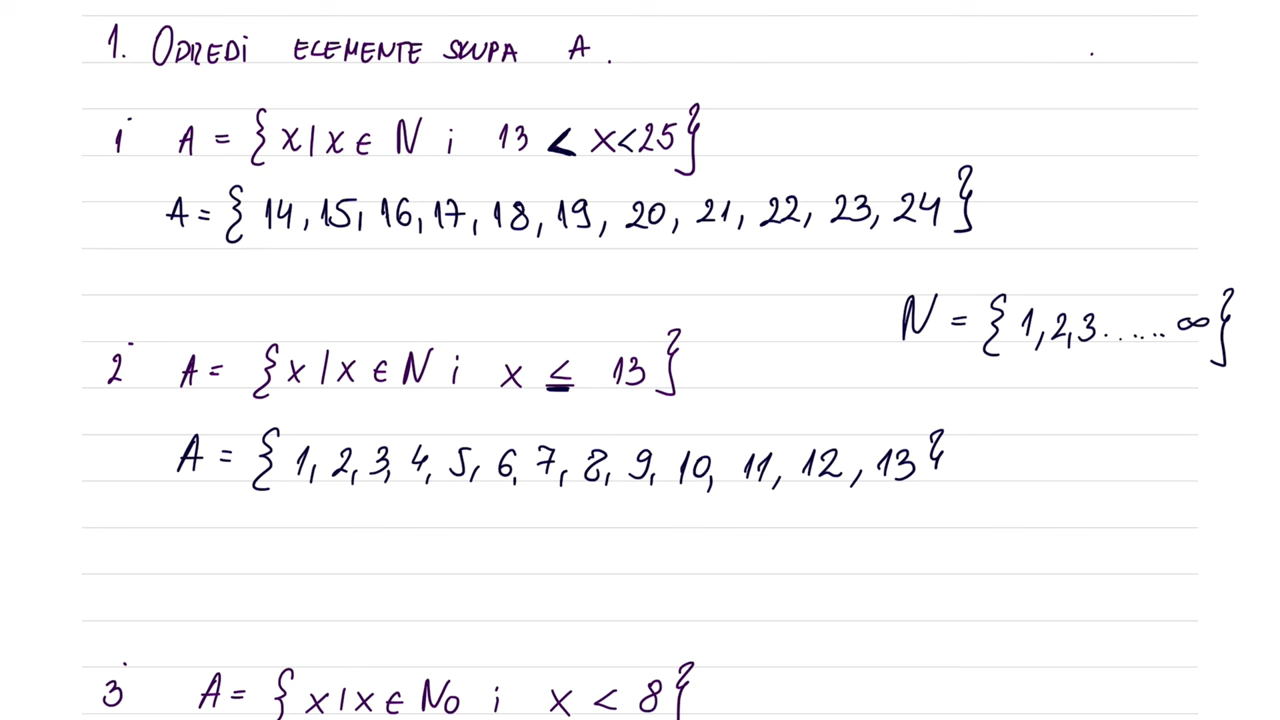 1. ODREDi ELEMENTE SKUPA A.
1° A = {x/x ∈ N i 13 < x<25}
A = { 14, 15, 16, 17, 18, 19, 20, 21, 22, 23, 24 }
N = { 1,2,3...... ∞}
2° A = {x/x ∈ N i x ≤ 13}
A = { 1, 2, 3, 4, 5, 6, 7, 8, 9, 10, 11, 12, 13 }
3° A = { x/x ∈ No i x < 8}